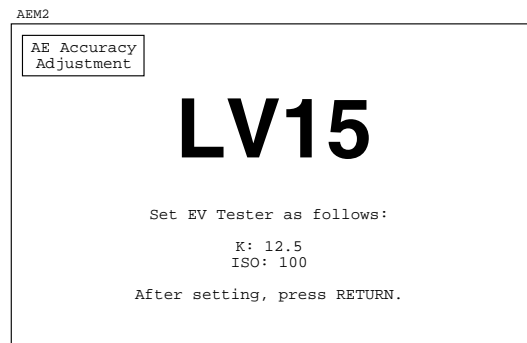 AEM2
AE Accuracy
Adjustment
LV15
Set EV Tester as follows:
K: 12.5
ISO: 100
After setting, press RETURN.